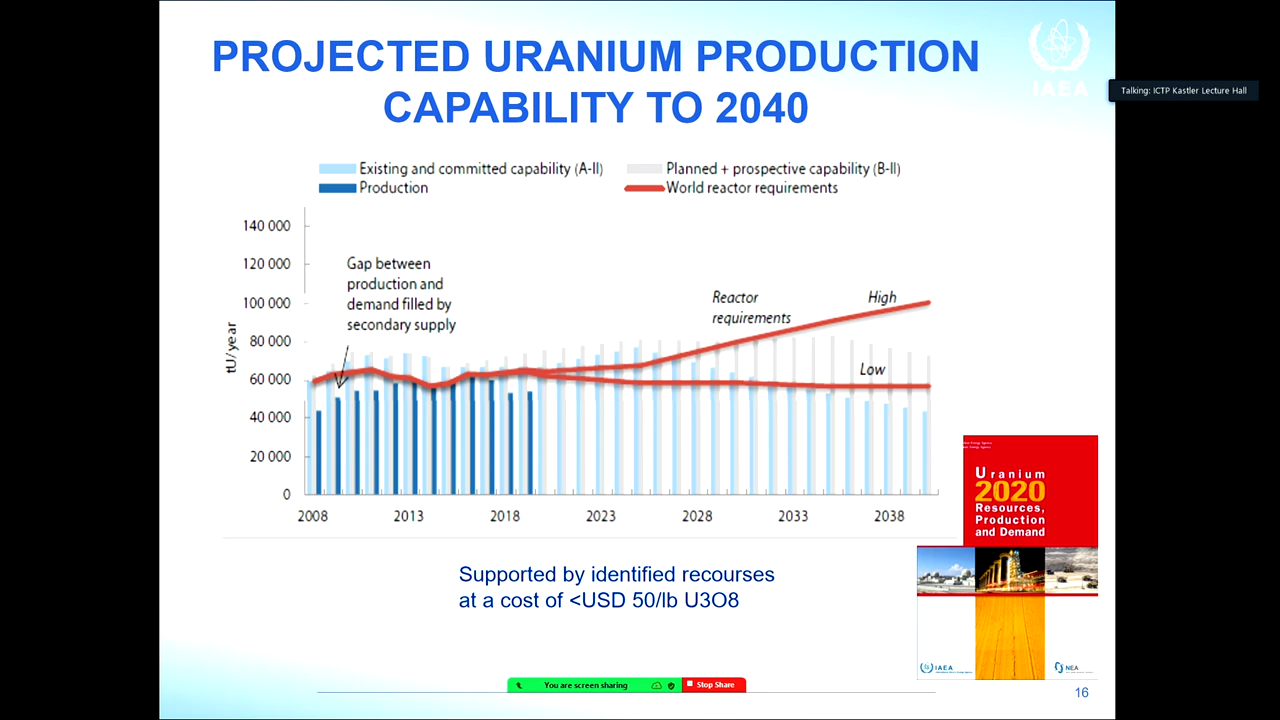 PROJECTED URANIUM PRODUCTION
CAPABILITY TO 2040
IAEA
Talking: ICTP Kastler Lecture Hall
Existing and committed capability (A-II)
Planned + prospective capability (B-II)
Production
World reactor requirements
tU/year
140 000
120 000
100 000
80 000
60 000
40 000
20 000
0
Gap between
production and
demand filled by
secondary supply
Reactor
requirements
High
Low
2008
2013
2018
2023
2028
2033
2038
Uranium
2020
Resources,
Production
and Demand
IAEA
NEA
Supported by identified recourses
at a cost of <USD 50/lb U3O8
You are screen sharing
Stop Share
16